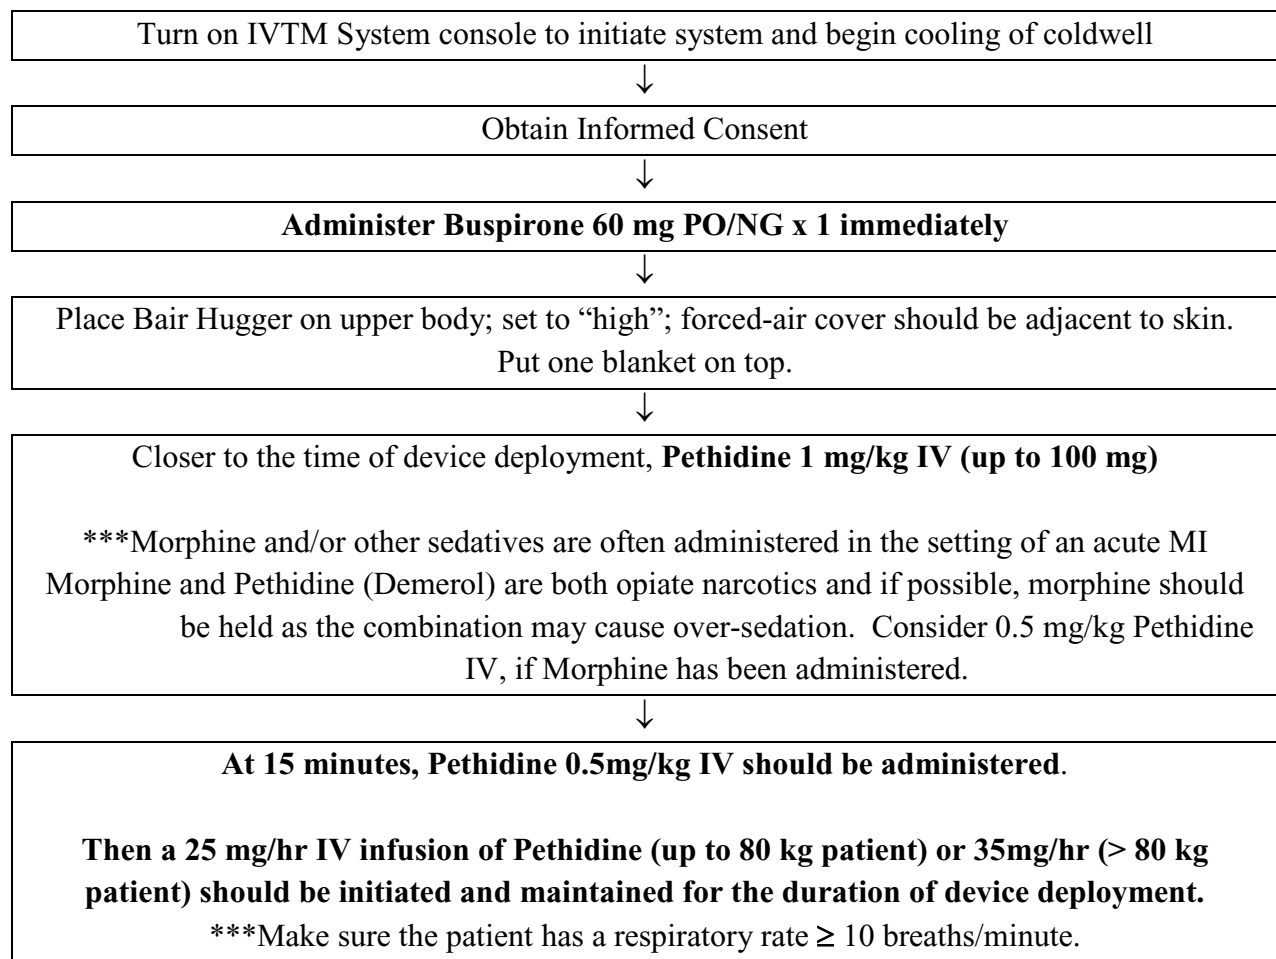 Turn on IVTM System console to initiate system and begin cooling of coldwell
↓
Obtain Informed Consent
↓
Administer Buspirone 60 mg PO/NG x 1 immediately
↓
Place Bair Hugger on upper body; set to “high”; forced-air cover should be adjacent to skin.
Put one blanket on top.
↓
Closer to the time of device deployment, Pethidine 1 mg/kg IV (up to 100 mg)
***Morphine and/or other sedatives are often administered in the setting of an acute MI
Morphine and Pethidine (Demerol) are both opiate narcotics and if possible, morphine should
be held as the combination may cause over-sedation. Consider 0.5 mg/kg Pethidine
IV, if Morphine has been administered.
↓
At 15 minutes, Pethidine 0.5mg/kg IV should be administered.
Then a 25 mg/hr IV infusion of Pethidine (up to 80 kg patient) or 35mg/hr (> 80 kg
patient) should be initiated and maintained for the duration of device deployment.
***Make sure the patient has a respiratory rate ≥ 10 breaths/minute.